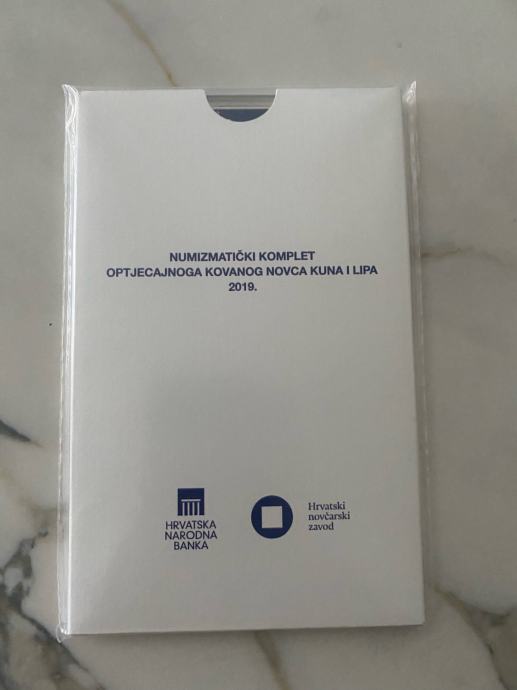 NUMIZMATIČKI KOMPLET
OPTJECAJNOGA KOVANOG NOVCA KUNA I LIPA
2019.
HRVATSKA
NARODNA
BANKA
Hrvatski
novčarski
zavod